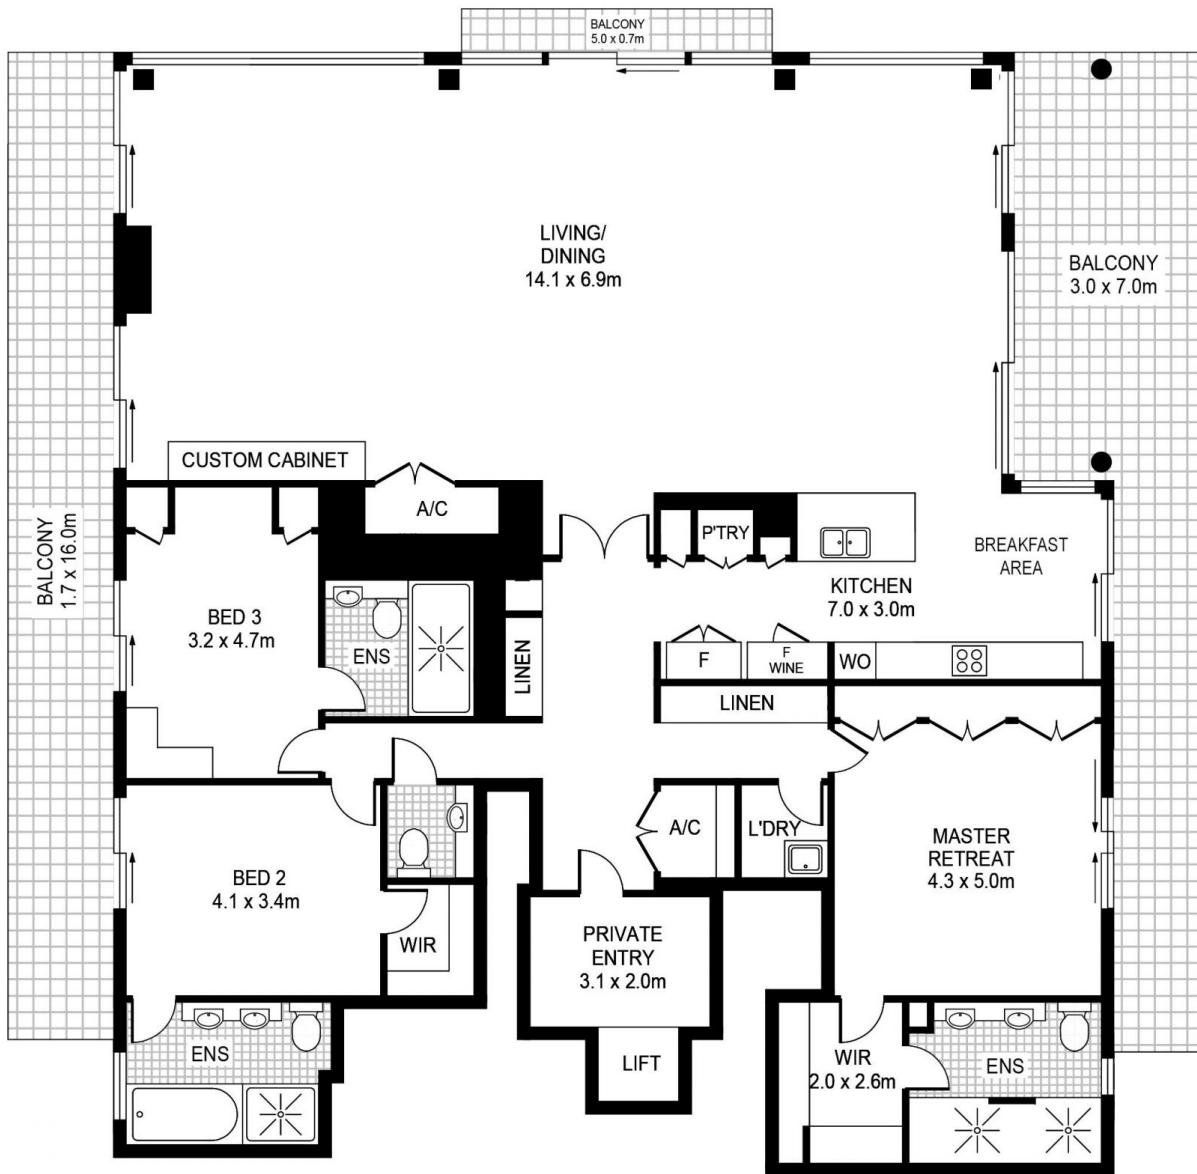 BALCONY
5.0 x 0.7m
LIVING/
DINING
14.1 x 6.9m
BALCONY
3.0 x 7.0m
CUSTOM CABINET
A/C
BALCONY
1.7 x 16.0m
P'TRY
BREAKFAST
AREA
KITCHEN
7.0 x 3.0m
BED 3
3.2 x 4.7m
ENS
LINEN
F
F
WINE
WO
LINEN
A/C
L'DRY
MASTER
RETREAT
4.3 x 5.0m
BED 2
4.1 x 3.4m
WIR
PRIVATE
ENTRY
3.1 x 2.0m
ENS
LIFT
WIR
2.0 x 2.6m
ENS